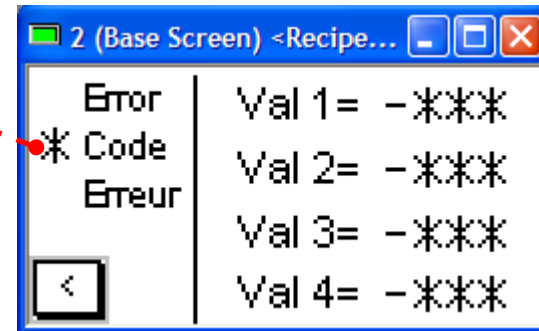 2 (Base Screen) <Recipe...
Error
* Code
Erreur
<
Val 1= -***
Val 2= -***
Val 3= -***
Val 4= -***